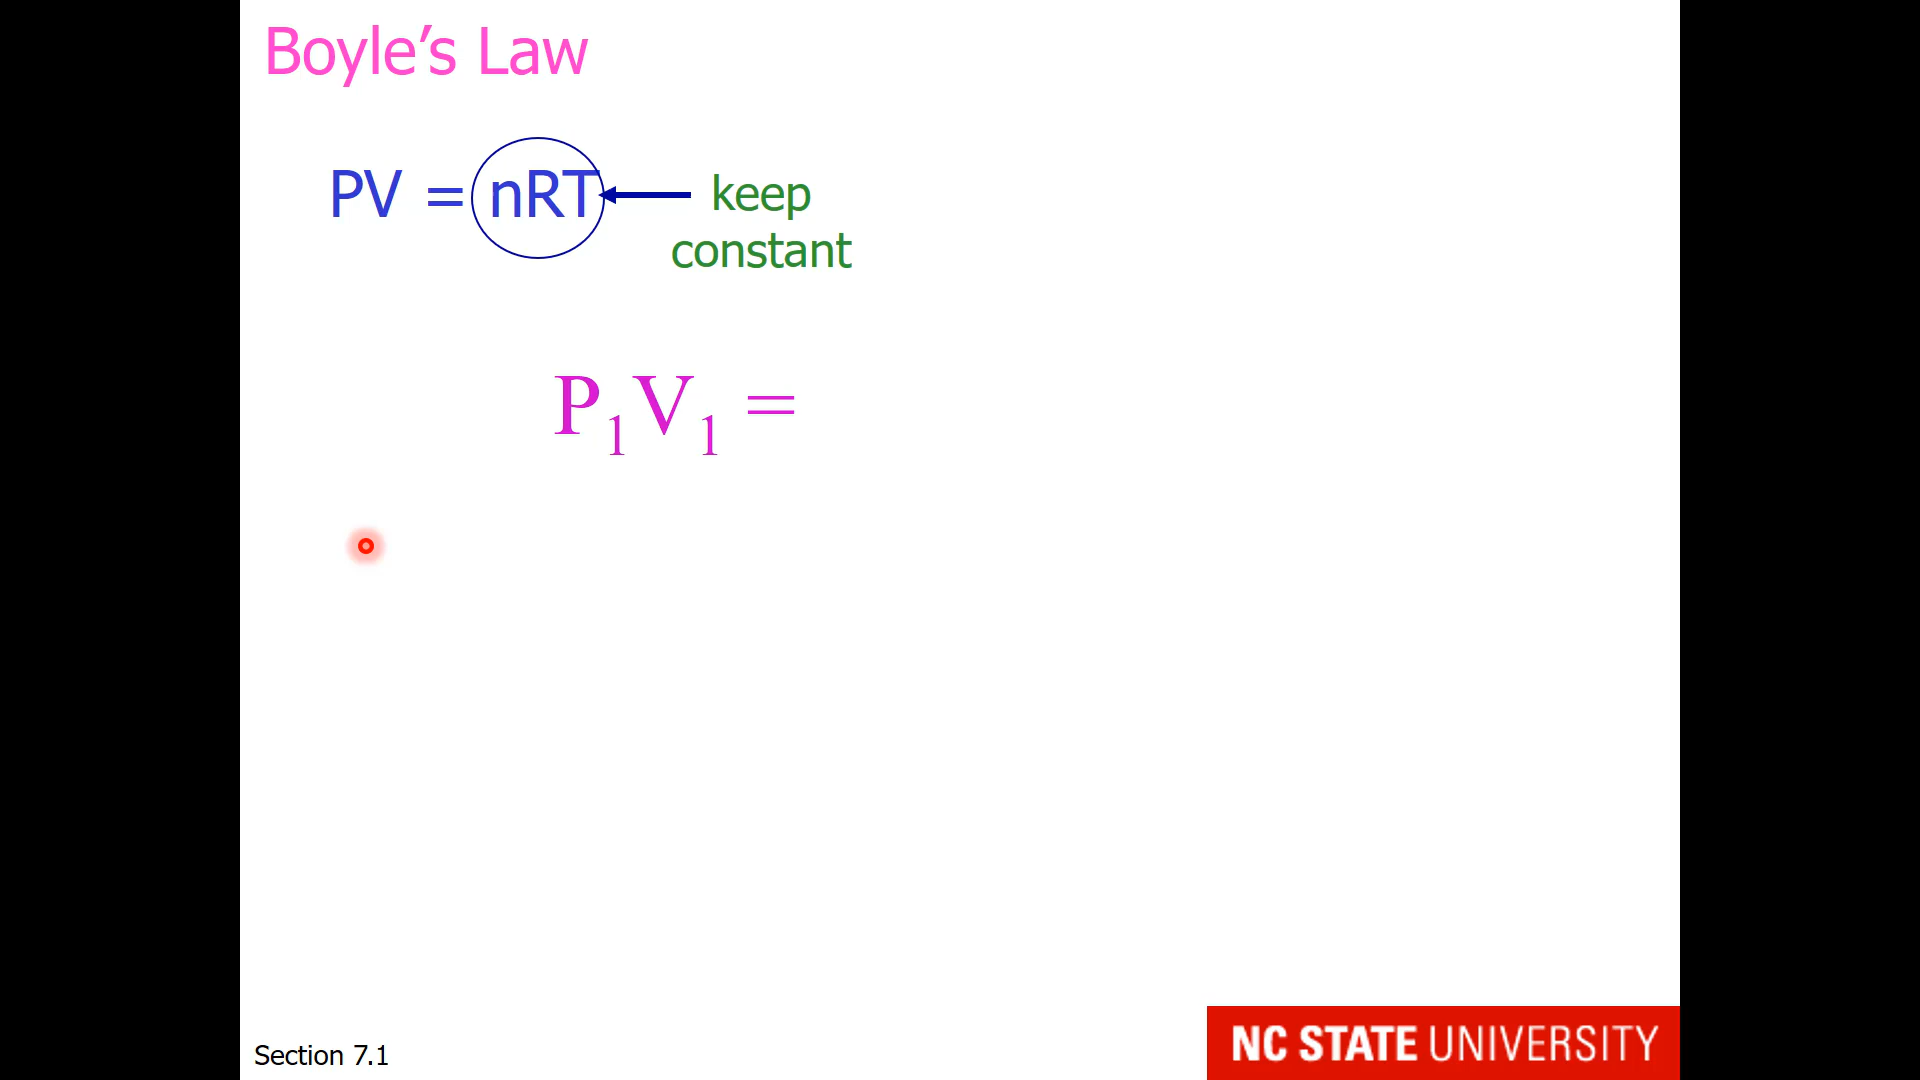 Boyle’s Law
PV = nRT
keep
constant
P₁V₁ =
Section 7.1
NC STATE UNIVERSITY